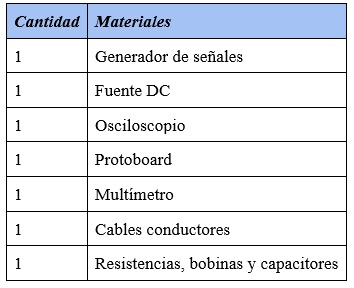 Cantidad Materiales
1 Generador de señales
1 Fuente DC
1 Osciloscopio
1 Protoboard
1 Multímetro
1 Cables conductores
1 Resistencias, bobinas y capacitores